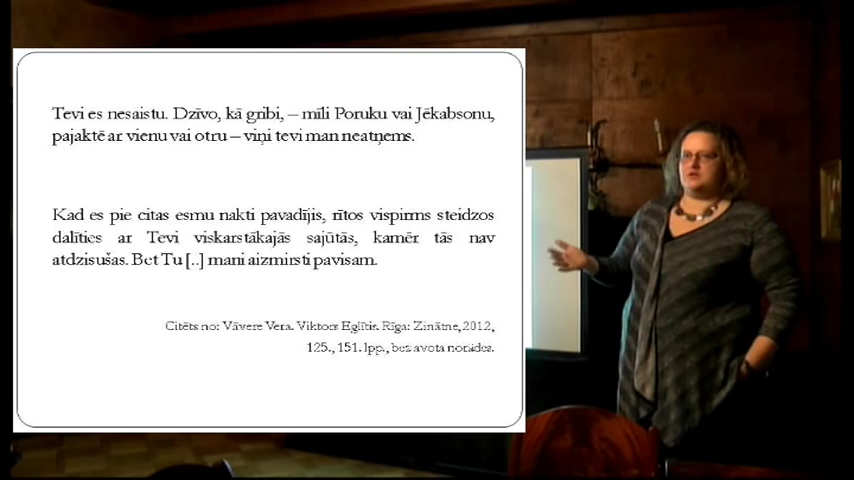 Tevi es nesaistu. Dzīvo, kā gribi, – mīli Poruku vai Jēkabsonu,
pajaktē ar vienu vai otru – viņi tevi man neatņems.
Kad es pie citas esmu nakti pavadījis, rītos vispirms steidzos
dalīties ar Tevi viskarstākajās sajūtās, kamēr tās nav
atdzisušas. Bet Tu [..] mani aizmirsti pavisam.
Citēts no: Vāvere Vera. Viktors Eglītis. Rīga: Zinātne, 2012,
125., 151. lpp., bez avota norādes.